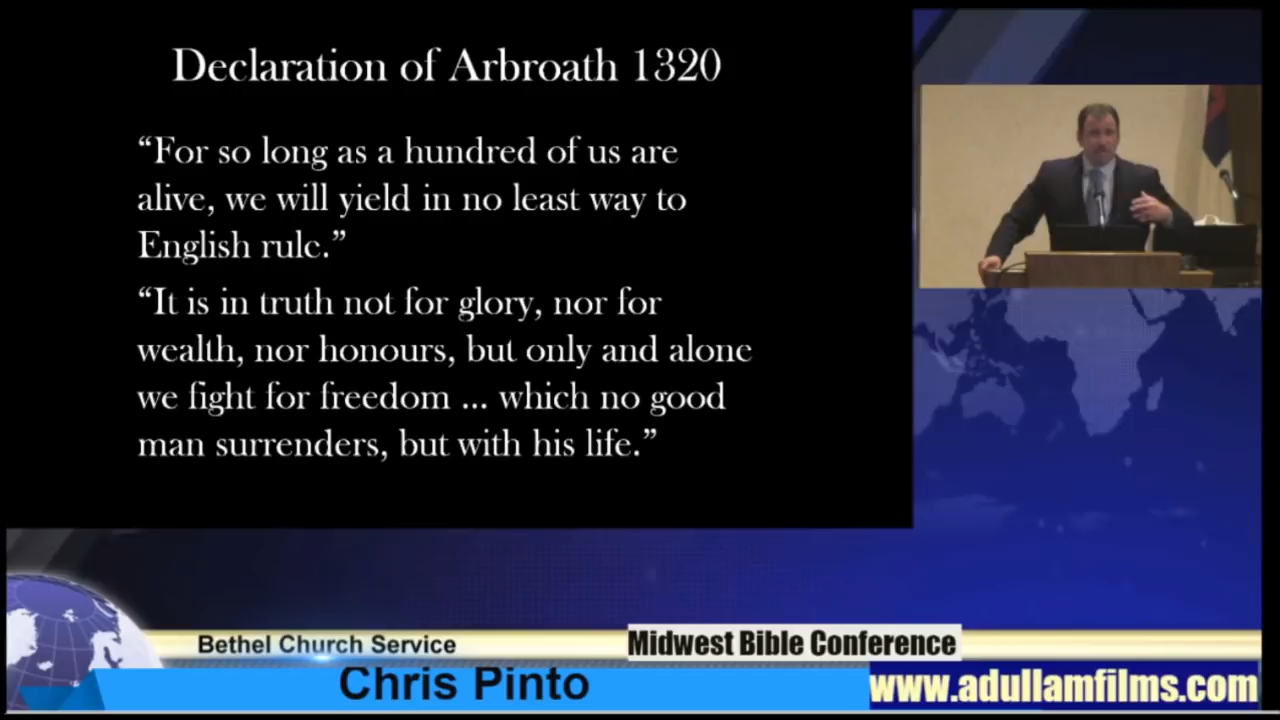 Declaration of Arbroath 1320
“For so long as a hundred of us are
alive, we will yield in no least way to
English rule.”
“It is in truth not for glory, nor for
wealth, nor honours, but only and alone
we fight for freedom ... which no good
man surrenders, but with his life.”
Bethel Church Service
Midwest Bible Conference
Chris Pinto
www.adullamfilms.com